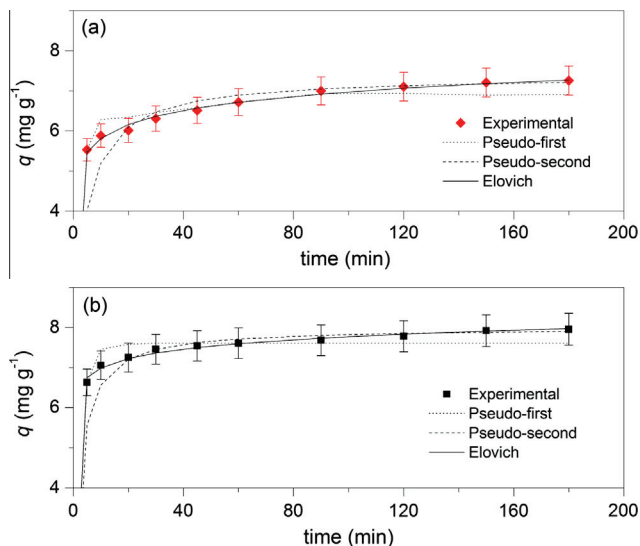 (a)
8
6
4
q (mg g⁻¹)
Experimental
Pseudo-first
Pseudo-second
Elovich
0 40 80 120 160 200
time (min)
(b)
8
6
4
q (mg g⁻¹)
Experimental
Pseudo-first
Pseudo-second
Elovich
0 40 80 120 160 200
time (min)